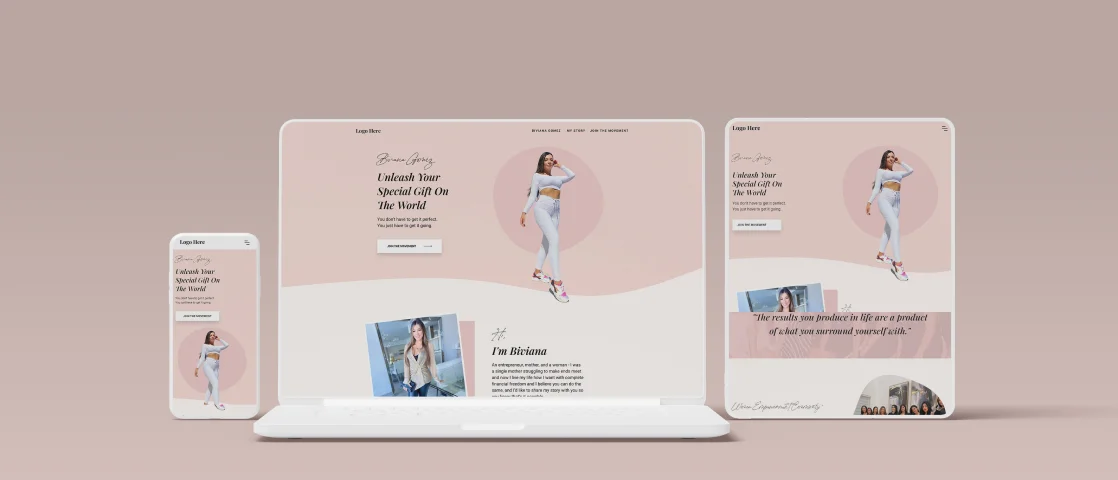 Logo Here
BIVIANA GOMEZ MY STORY JOIN THE MOVEMENT
Biviana Gomez
Unleash Your
Special Gift On
The World
You don't have to get it perfect.
You just have to get it going.
JOIN THE MOVEMENT
Hi,
I'm Biviana
An entrepreneur, mother, and a woman - I was
a single mother struggling to make ends meet
and now I live my life how I want with complete
financial freedom and I believe you can do the
same, and I'd like to share my story with you so
Logo Here
Biviana Gomez
Unleash Your
Special Gift On
The World
You don't have to get it perfect.
You just have to get it going.
JOIN THE MOVEMENT
Hi,
"The results you produce in life are a product
of what you surround yourself with."
Logo Here
Biviana Gomez
Unleash Your
Special Gift On
The World
You don't have to get it perfect.
You just have to get it going.
JOIN THE MOVEMENT